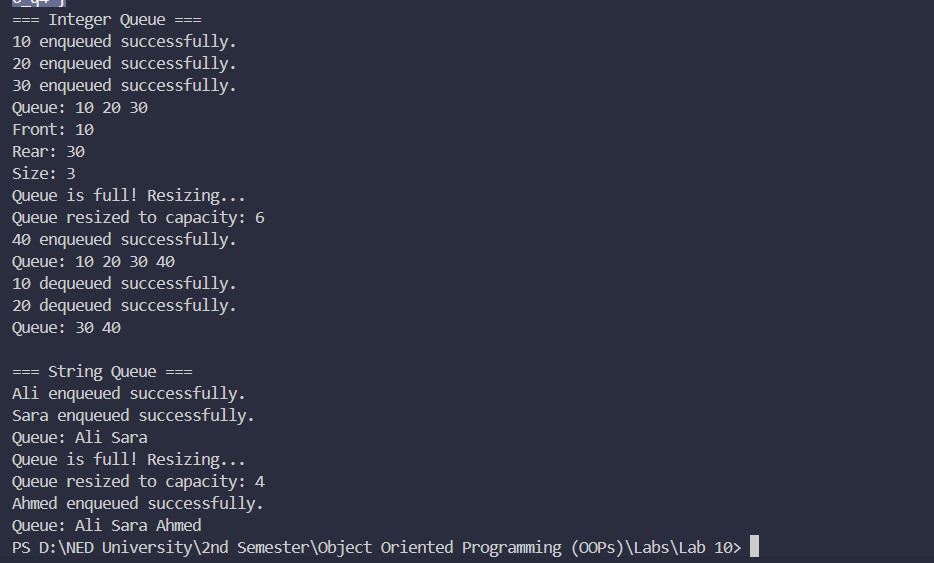 === Integer Queue ===
10 enqueued successfully.
20 enqueued successfully.
30 enqueued successfully.
Queue: 10 20 30
Front: 10
Rear: 30
Size: 3
Queue is full! Resizing...
Queue resized to capacity: 6
40 enqueued successfully.
Queue: 10 20 30 40
10 dequeued successfully.
20 dequeued successfully.
Queue: 30 40
=== String Queue ===
Ali enqueued successfully.
Sara enqueued successfully.
Queue: Ali Sara
Queue is full! Resizing...
Queue resized to capacity: 4
Ahmed enqueued successfully.
Queue: Ali Sara Ahmed
PS D:\NED University\2nd Semester\Object Oriented Programming (OOPs)\Labs\Lab 10>